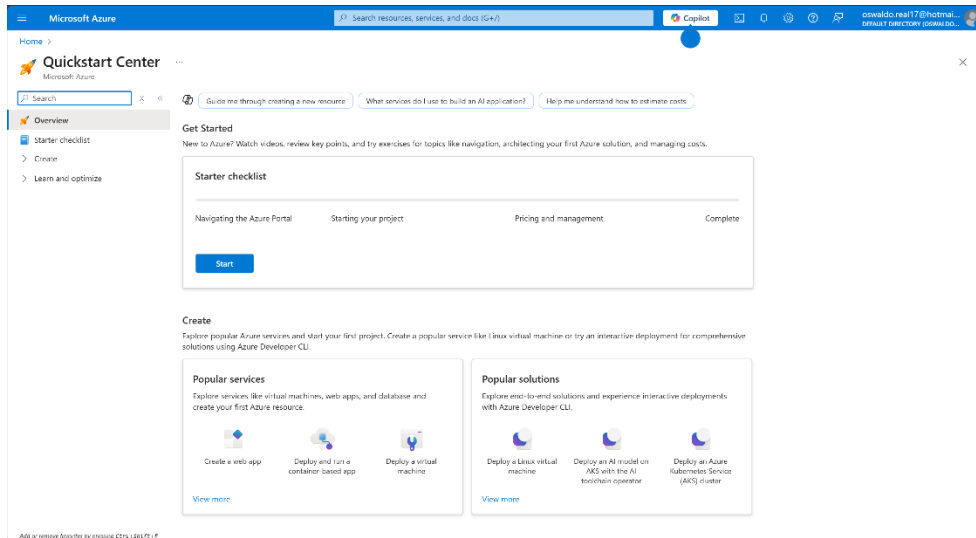 Microsoft Azure
Search resources, services, and docs (G+/)
Copilot
oswaldo.real17@hotmai...
DEFAULT DIRECTORY (OSWALDO...
Home >
Quickstart Center ...
Microsoft Azure
Search
Overview
Starter checklist
Create
Learn and optimize
Guide me through creating a new resource
What services do I use to build an AI application?
Help me understand how to estimate costs
Get Started
New to Azure? Watch videos, review key points, and try exercises for topics like navigation, architecting your first Azure solution, and managing costs.
Starter checklist
Navigating the Azure Portal
Starting your project
Pricing and management
Complete
Start
Create
Explore popular Azure services and start your first project. Create a popular service like Linux virtual machine or try an interactive deployment for comprehensive
solutions using Azure Developer CLI.
Popular services
Explore services like virtual machines, web apps, and database and
create your first Azure resource.
Create a web app
Deploy and run a
container-based app
Deploy a virtual
machine
View more
Popular solutions
Explore end-to-end solutions and experience interactive deployments
with Azure Developer CLI.
Deploy a Linux virtual
machine
Deploy an AI model on
AKS with the AI
toolchain operator
Deploy an Azure
Kubernetes Service
(AKS) cluster
View more
Add or remove favorites by pressing Ctrl+Shift+F